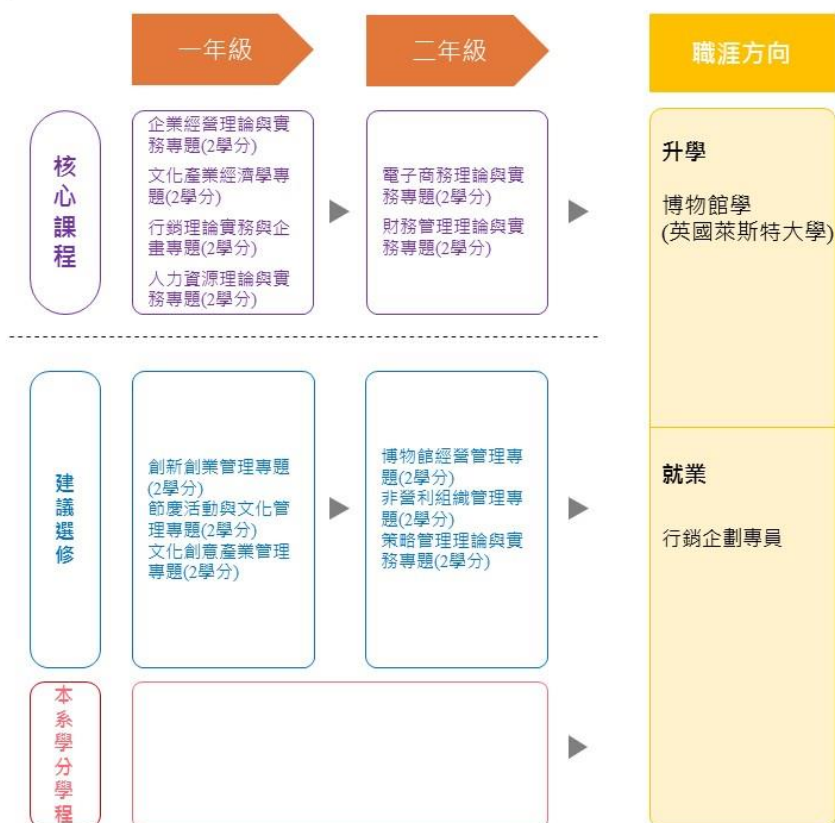 一年級
二年級
職涯方向
核心課程
企業經營理論與實
務專題(2學分)
文化產業經濟學專
題(2學分)
行銷理論實務與企
畫專題(2學分)
人力資源理論與實
務專題(2學分)
電子商務理論與實
務專題(2學分)
財務管理理論與實
務專題(2學分)
升學
博物館學
(英國萊斯特大學)
建議選修
創新創業管理專題
(2學分)
節慶活動與文化管
理專題(2學分)
文化創意產業管理
專題(2學分)
博物館經營管理專
題(2學分)
非營利組織管理專
題(2學分)
策略管理理論與實
務專題(2學分)
就業
行銷企劃專員
本系學分學程